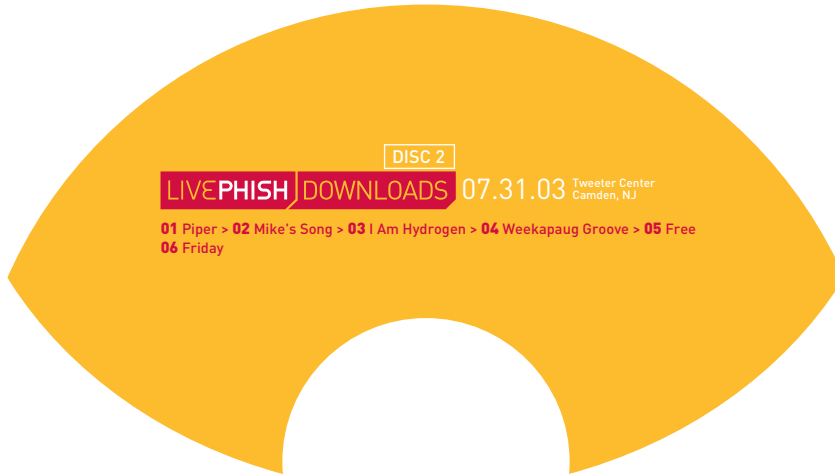 DISC 2
LIVEPHISH DOWNLOADS 07.31.03 Tweeter Center
Camden, NJ
01 Piper > 02 Mike's Song > 03 I Am Hydrogen > 04 Weekapaug Groove > 05 Free
06 Friday